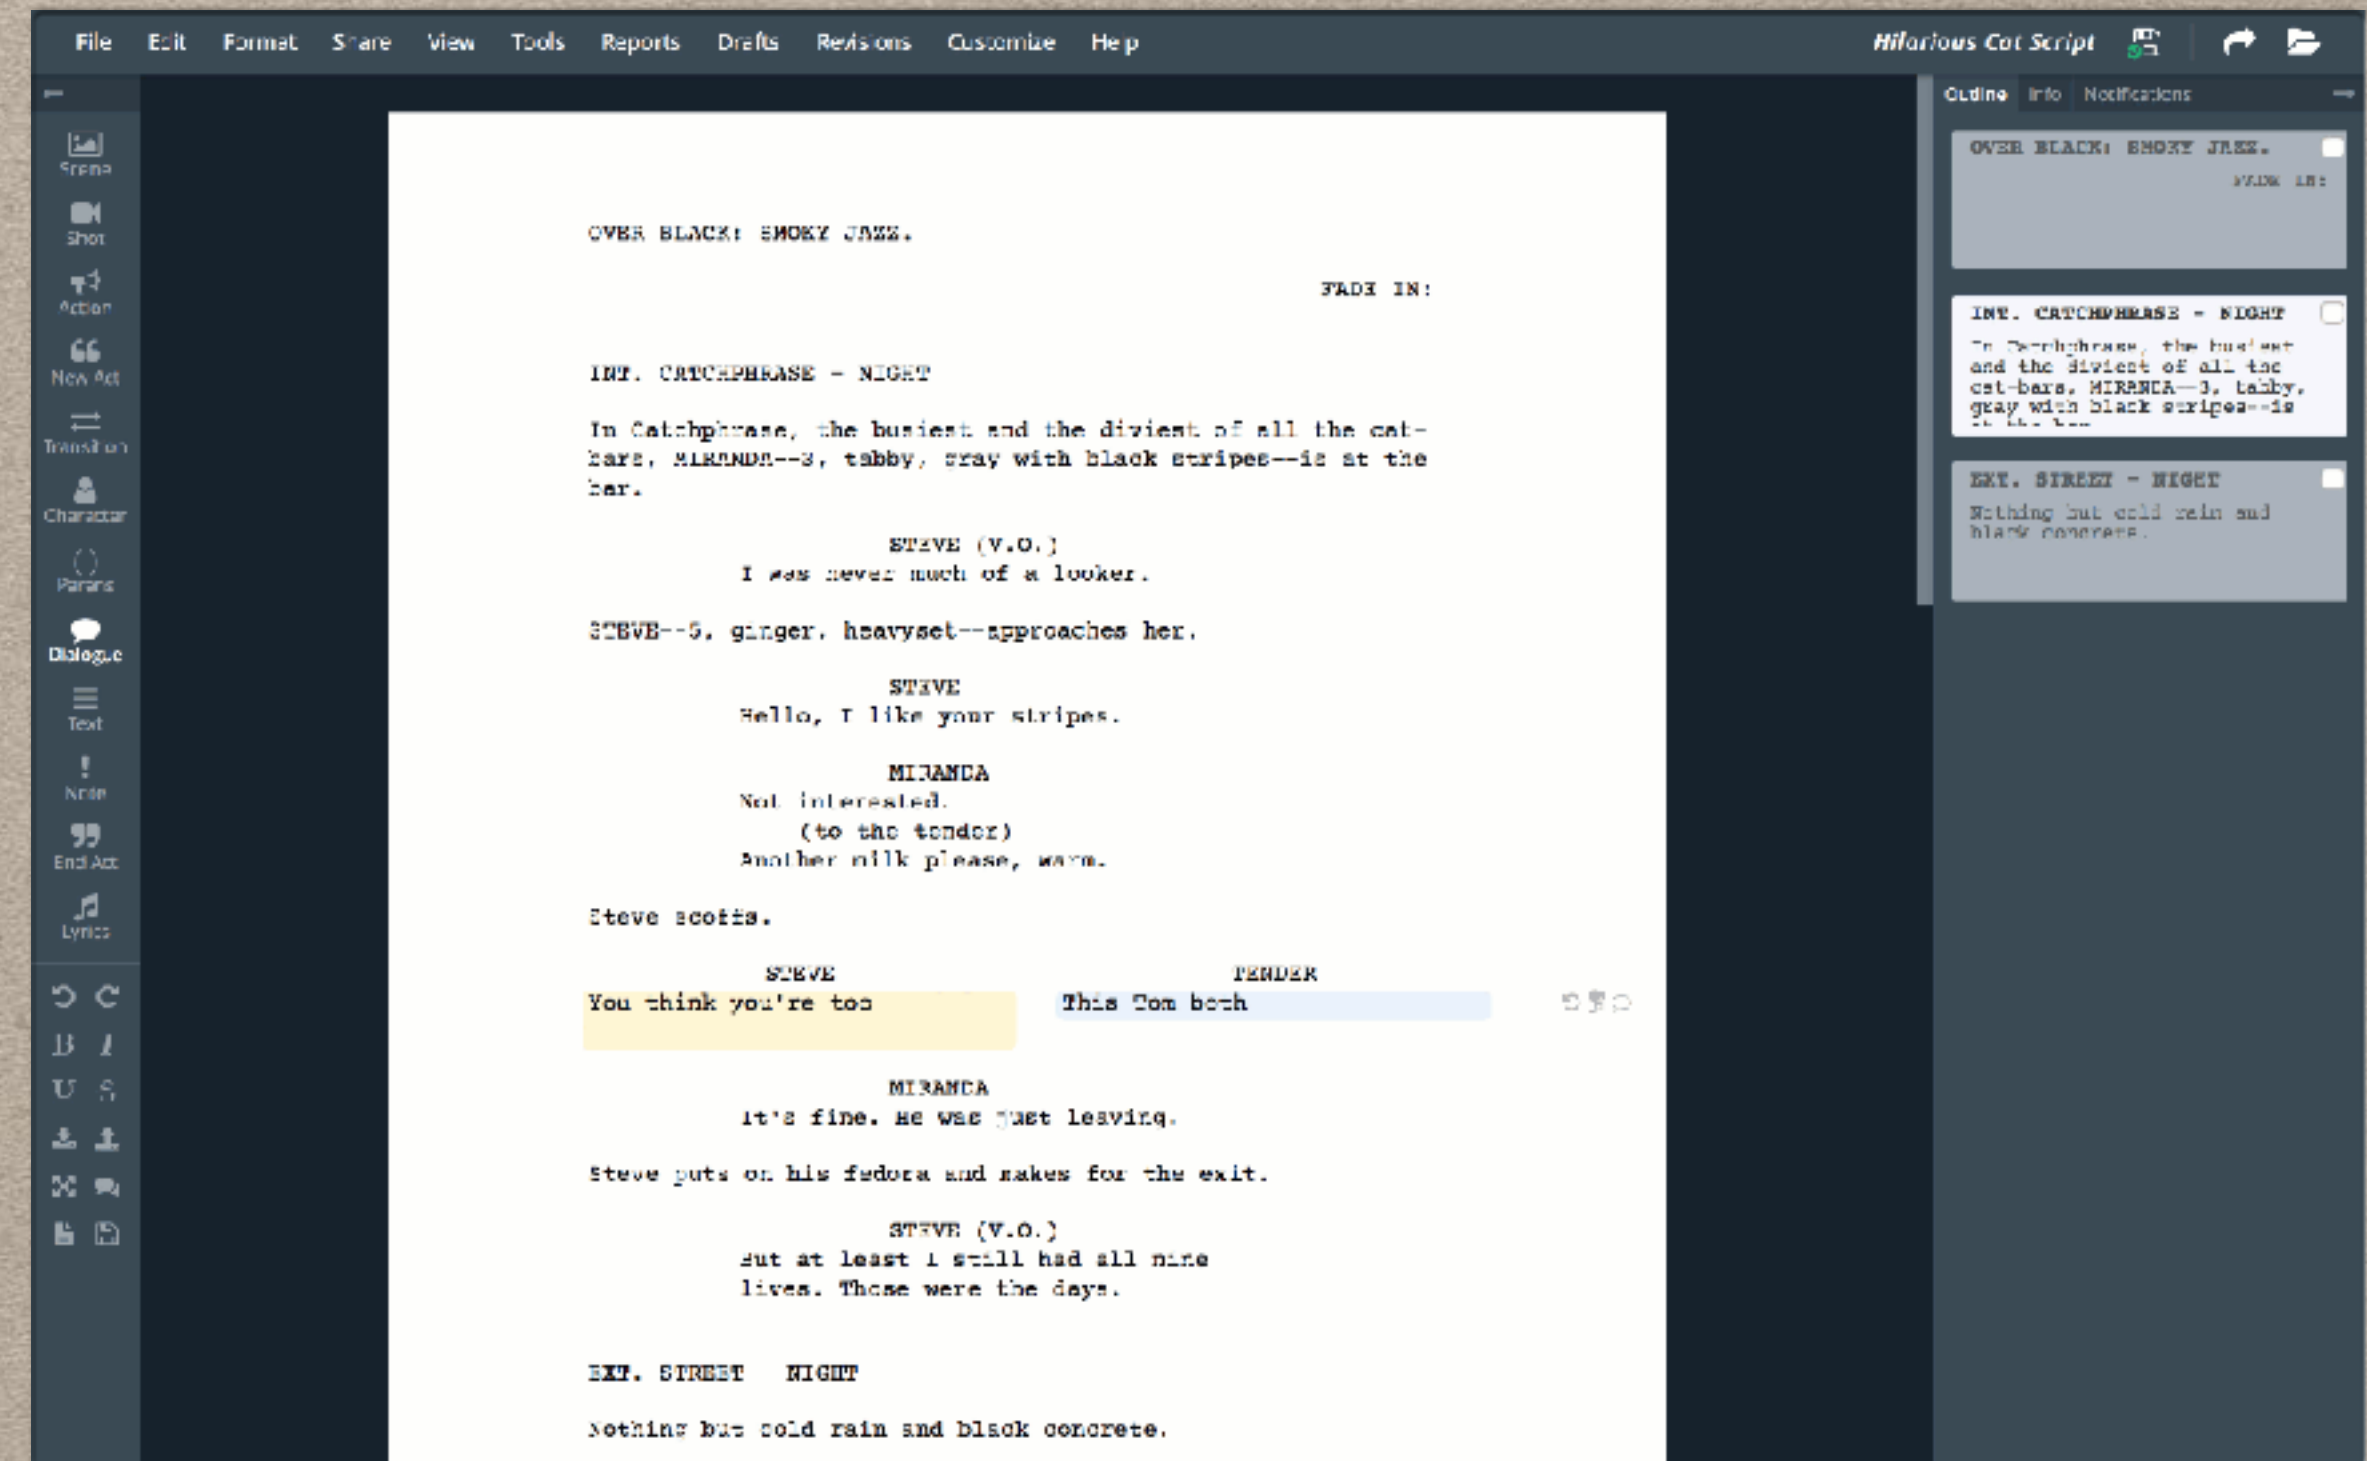 File Edit Format Share View Tools Reports Drafts Revisions Customize Help
Hilarious Cat Script
Outline Info Notifications
Scene
Shot
Action
New Act
Transition
Character
Parens
Dialogue
Text
Note
End Act
Lyrics
B I
U S
OVER BLACK: SMOKY JAZZ.
FADE IN:
INT. CATCHPHRASE - NIGHT
In Catchphrase, the busiest and the diviest of all the cat-
bars, MIRANDA--3, tabby, gray with black stripes--is at the
bar.
STEVE (V.O.)
I was never much of a looker.
STEVE--5, ginger, heavyset--approaches her.
STEVE
Hello, I like your stripes.
MIRANDA
Not interested.
(to the tender)
Another milk please, warm.
Steve scoffs.
STEVE TENDER
You think you're too This Tom both
MIRANDA
It's fine. He was just leaving.
Steve puts on his fedora and makes for the exit.
STEVE (V.O.)
But at least I still had all nine
lives. Those were the days.
EXT. STREET NIGHT
Nothing but cold rain and black concrete.
OVER BLACK: SMOKY JAZZ.
FADE IN:
INT. CATCHPHRASE - NIGHT
In Catchphrase, the busiest
and the diviest of all the
cat-bars, MIRANDA--3, tabby,
gray with black stripes--is
at the bar
EXT. STREET - NIGHT
Nothing but cold rain and
black concrete.